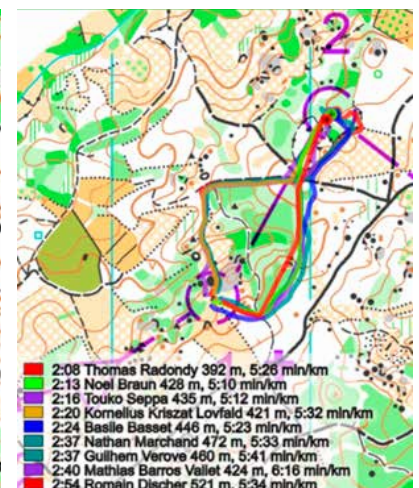 2
2:08 Thomas Radondy 392 m, 5:26 min/km
2:13 Noel Braun 428 m, 5:10 min/km
2:16 Touko Seppa 435 m, 5:12 min/km
2:20 Kornelius Kriszat Lovfald 421 m, 5:32 min/km
2:24 Basile Basset 446 m, 5:23 min/km
2:37 Nathan Marchand 472 m, 5:33 min/km
2:37 Guilhem Verove 460 m, 5:41 min/km
2:40 Mathias Barros Vallet 424 m, 6:16 min/km
2:54 Romain Discher 521 m, 5:34 min/km